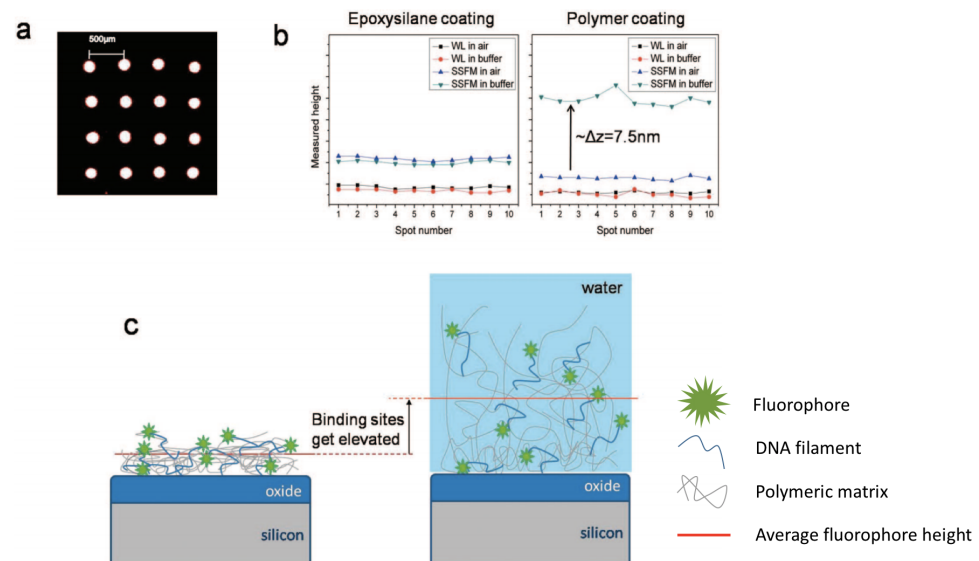 a
500µm
b
Epoxysilane coating
Polymer coating
Measured height
WL in air
WL in buffer
SSFM in air
SSFM in buffer
1 2 3 4 5 6 7 8 9 10
Spot number
WL in air
WL in buffer
SSFM in air
SSFM in buffer
~Δz=7.5nm
1 2 3 4 5 6 7 8 9 10
Spot number
c
Binding sites
get elevated
oxide
silicon
water
oxide
silicon
Fluorophore
DNA filament
Polymeric matrix
Average fluorophore height